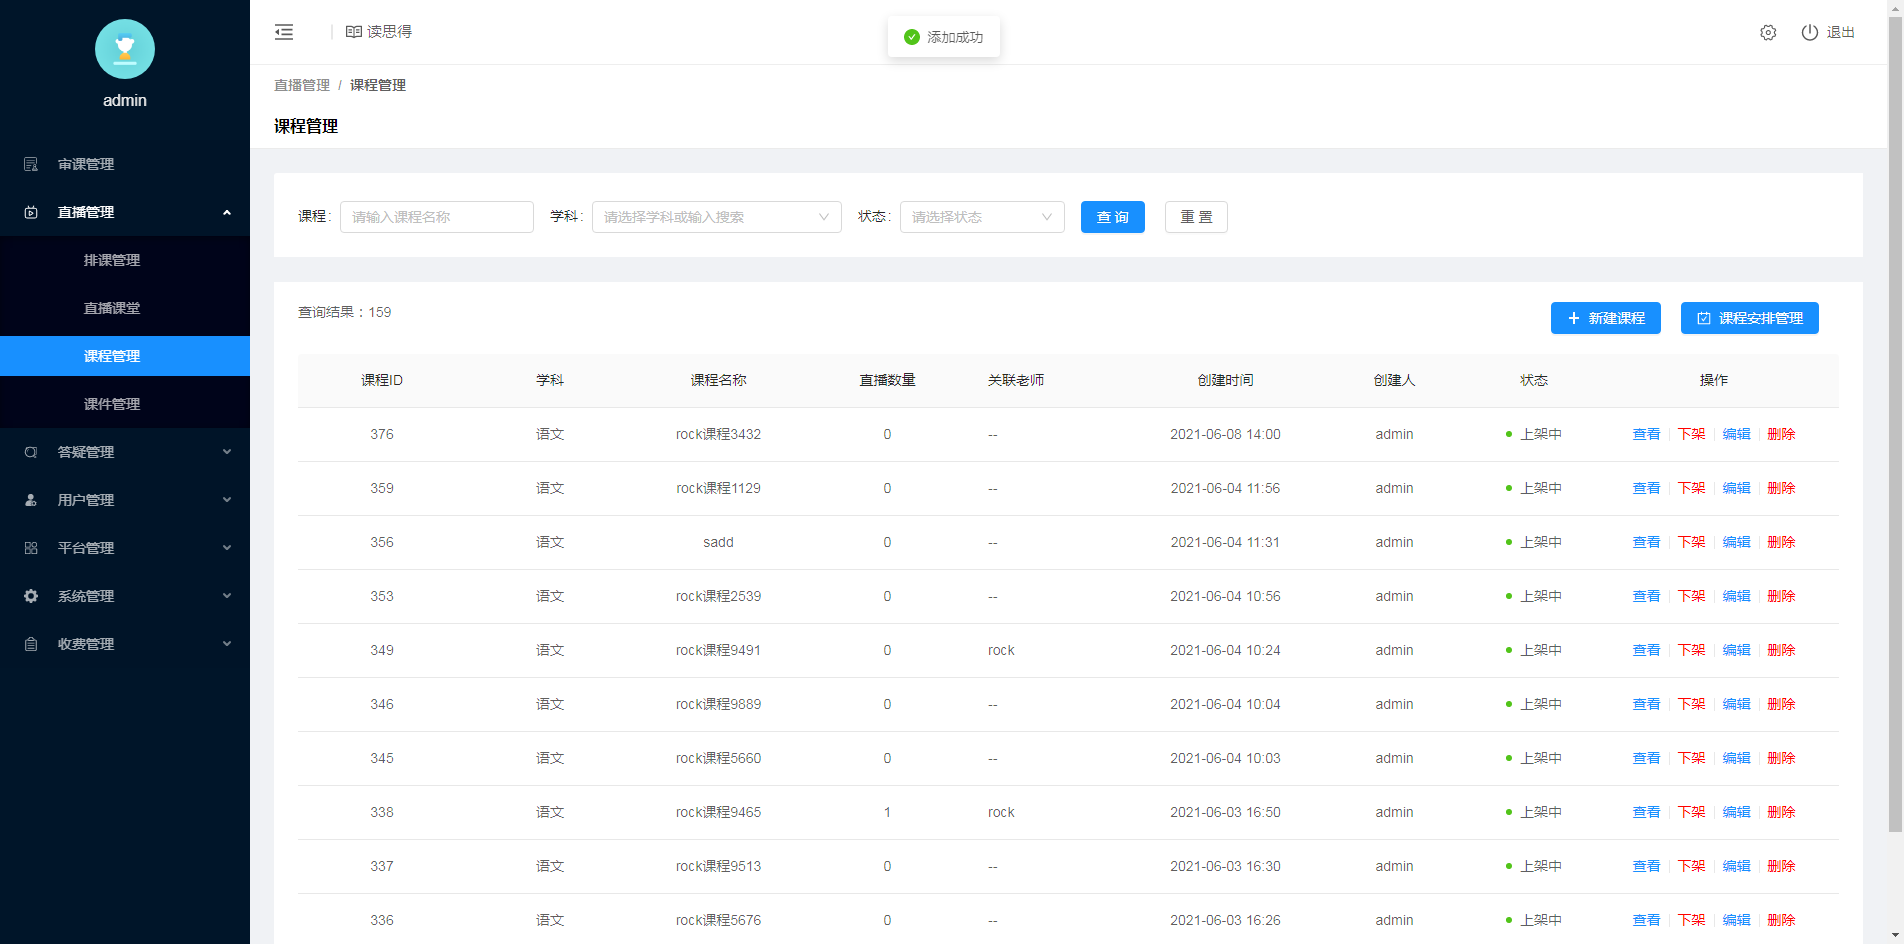 admin
审课管理
直播管理
排课管理
直播课堂
课程管理
课件管理
答疑管理
用户管理
平台管理
系统管理
收费管理
读思得
添加成功
退出
直播管理 / 课程管理
课程管理
课程: 请输入课程名称 学科: 请选择学科或输入搜索 状态: 请选择状态 查 询 重 置
查询结果：159
新建课程 课程安排管理
课程ID 学科 课程名称 直播数量 关联老师 创建时间 创建人 状态 操作
376 语文 rock课程3432 0 -- 2021-06-08 14:00 admin 上架中 查看 下架 编辑 删除
359 语文 rock课程1129 0 -- 2021-06-04 11:56 admin 上架中 查看 下架 编辑 删除
356 语文 sadd 0 -- 2021-06-04 11:31 admin 上架中 查看 下架 编辑 删除
353 语文 rock课程2539 0 -- 2021-06-04 10:56 admin 上架中 查看 下架 编辑 删除
349 语文 rock课程9491 0 rock 2021-06-04 10:24 admin 上架中 查看 下架 编辑 删除
346 语文 rock课程9889 0 -- 2021-06-04 10:04 admin 上架中 查看 下架 编辑 删除
345 语文 rock课程5660 0 -- 2021-06-04 10:03 admin 上架中 查看 下架 编辑 删除
338 语文 rock课程9465 1 rock 2021-06-03 16:50 admin 上架中 查看 下架 编辑 删除
337 语文 rock课程9513 0 -- 2021-06-03 16:30 admin 上架中 查看 下架 编辑 删除
336 语文 rock课程5676 0 -- 2021-06-03 16:26 admin 上架中 查看 下架 编辑 删除